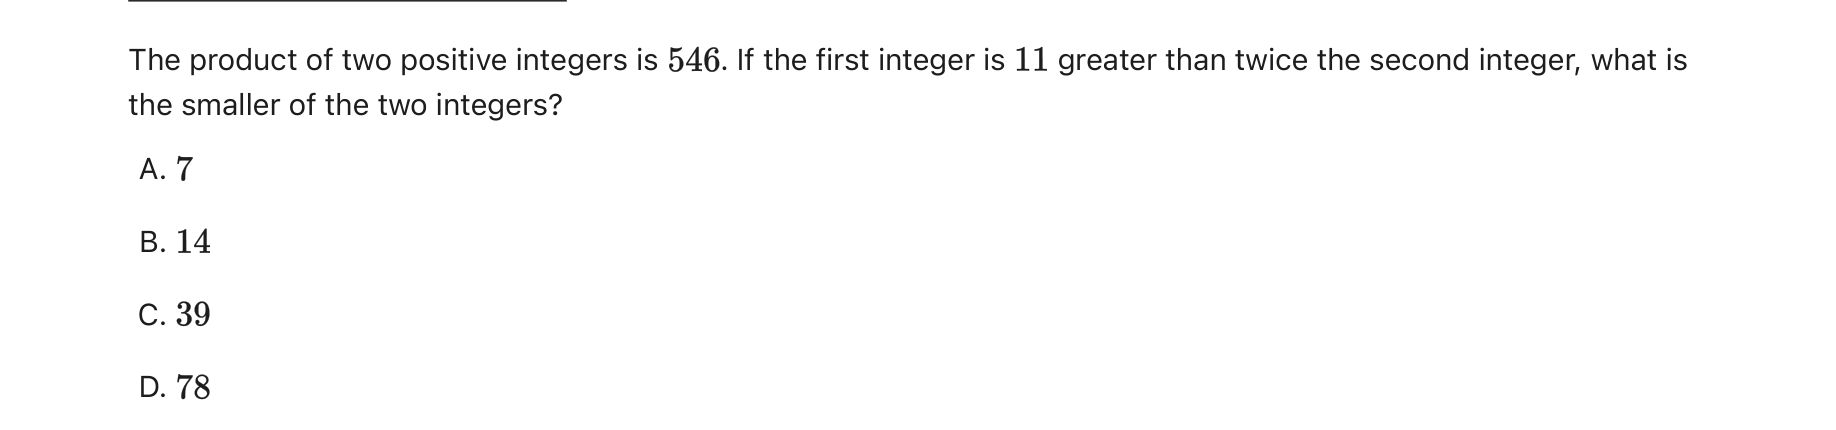 The product of two positive integers is 546. If the first integer is 11 greater than twice the second integer, what is
the smaller of the two integers?
A. 7
B. 14
C. 39
D. 78